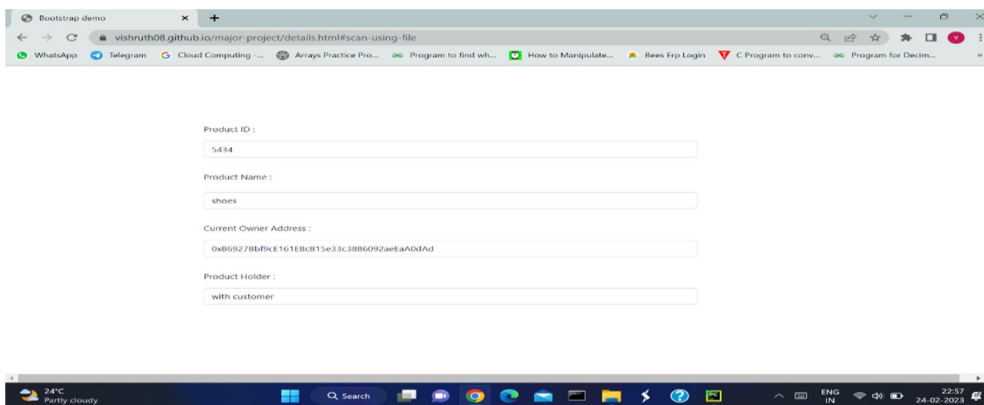 Bootstrap demo
vishruth08.github.io/major-project/details.html#scan-using-file
WhatsApp Telegram Cloud Computing -... Arrays Practice Pro... Program to find wh... How to Manipulate... Bees Erp Login C Program to conv... Program for Decim...
Product ID :
5434
Product Name :
shoes
Current Owner Address :
0xB6927Bbf9cE161EBcB15e33c3886092aeEaA0dAd
Product Holder :
with customer
24°C
Partly cloudy
Search
ENG
IN
22:57
24-02-2023